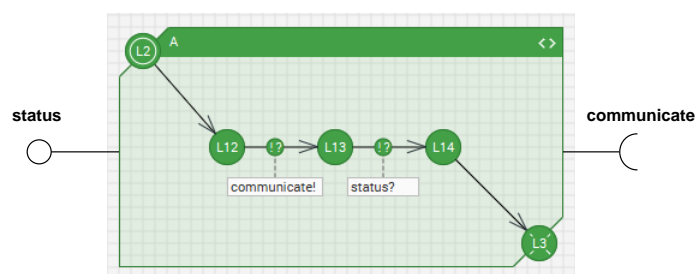 A
<>
L2
status
communicate
L12
!?
L13
!?
L14
communicate!
status?
L3